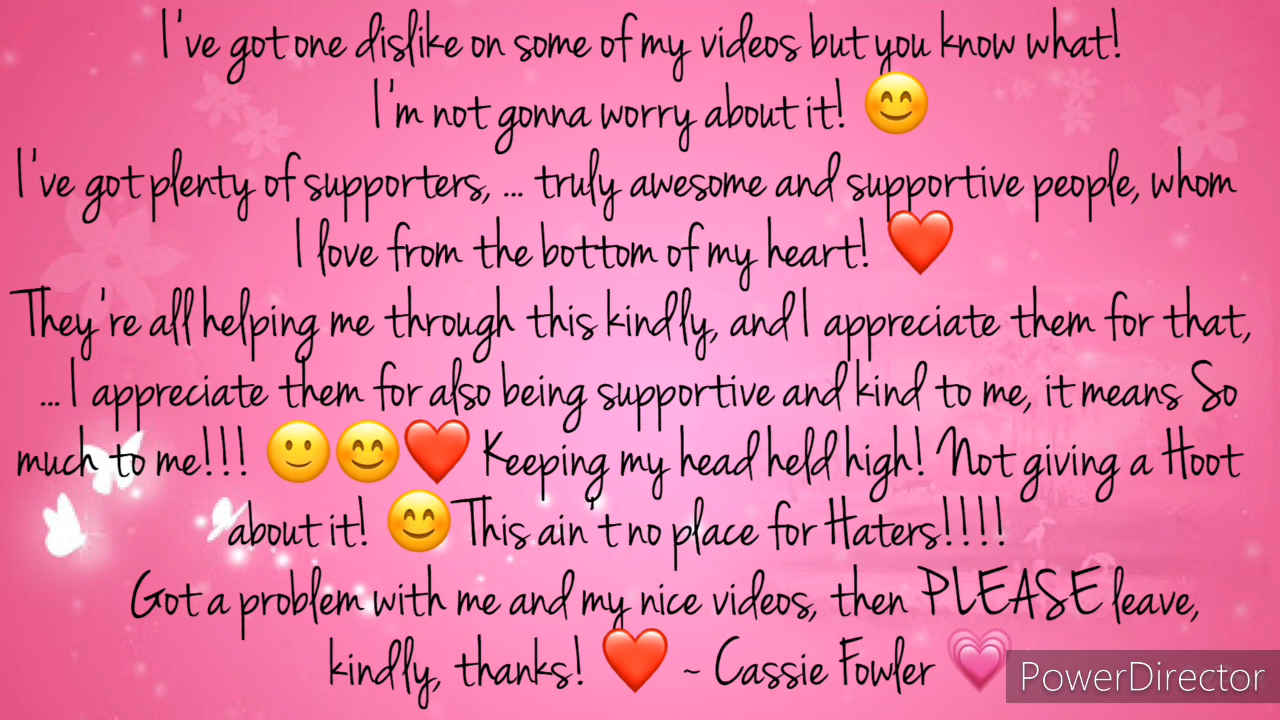 I've got one dislike on some of my videos but you know what!
I'm not gonna worry about it! 😊
I've got plenty of supporters, ... truly awesome and supportive people, whom
I love from the bottom of my heart! ❤️
They're all helping me through this kindly, and I appreciate them for that,
... I appreciate them for also being supportive and kind to me, it means So
much to me!!! 🙂😊❤️ Keeping my head held high! Not giving a Hoot
about it! 😊This ain't no place for Haters!!!!
Got a problem with me and my nice videos, then PLEASE leave,
kindly, thanks! ❤️ ~ Cassie Fowler 💗
PowerDirector